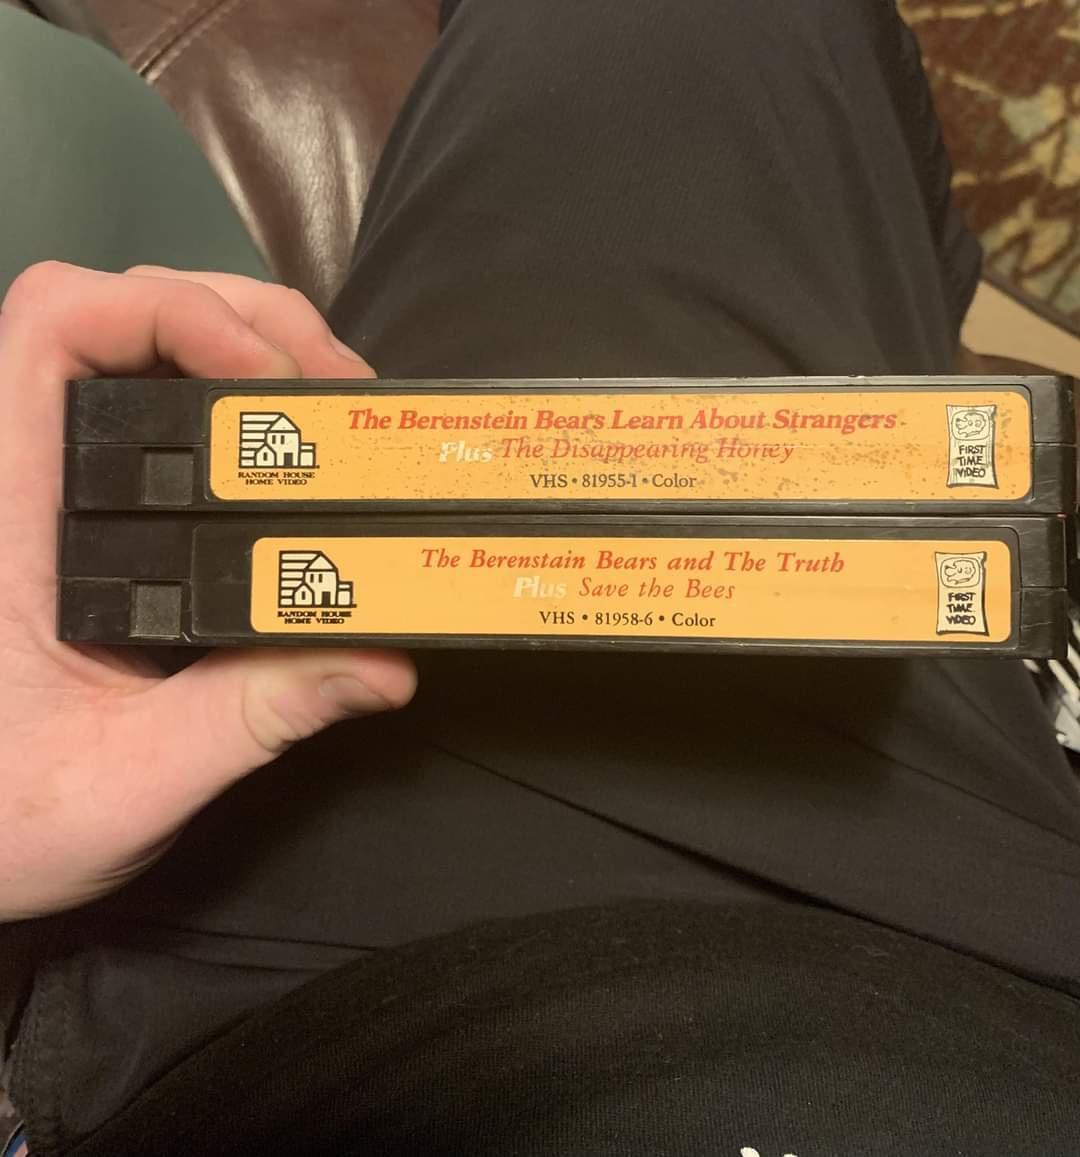 The Berenstein Bears Learn About Strangers
Plus The Disappearing Honey
VHS • 81955-1 • Color
RANDOM HOUSE
HOME VIDEO
FIRST
TIME
VIDEO
The Berenstain Bears and The Truth
Plus Save the Bees
VHS • 81958-6 • Color
RANDOM HOUSE
HOME VIDEO
FIRST
TIME
VIDEO